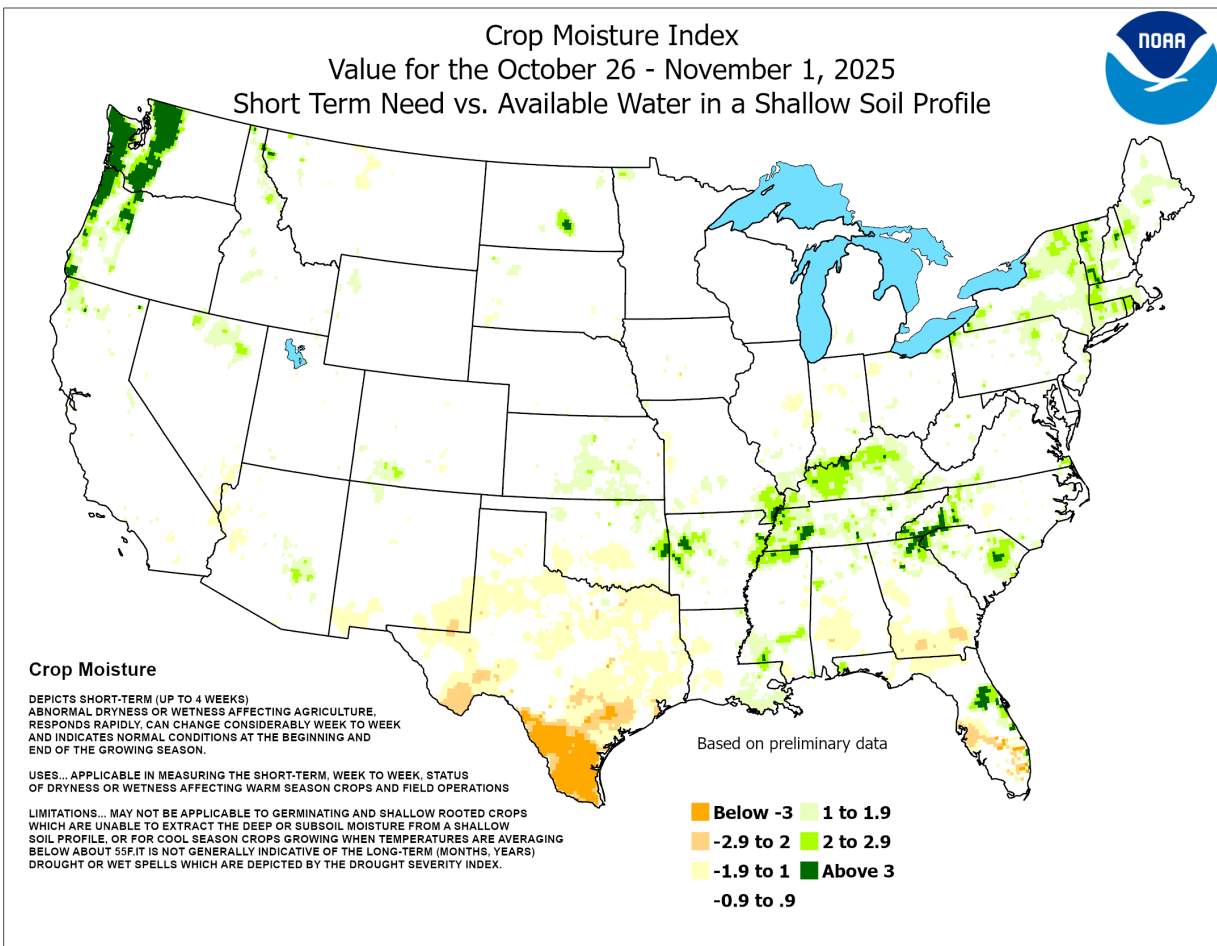 Crop Moisture Index
Value for the October 26 - November 1, 2025
Short Term Need vs. Available Water in a Shallow Soil Profile
NOAA
Crop Moisture
DEPICTS SHORT-TERM (UP TO 4 WEEKS)
ABNORMAL DRYNESS OR WETNESS AFFECTING AGRICULTURE,
RESPONDS RAPIDLY, CAN CHANGE CONSIDERABLY WEEK TO WEEK
AND INDICATES NORMAL CONDITIONS AT THE BEGINNING AND
END OF THE GROWING SEASON.
USES... APPLICABLE IN MEASURING THE SHORT-TERM, WEEK TO WEEK, STATUS
OF DRYNESS OR WETNESS AFFECTING WARM SEASON CROPS AND FIELD OPERATIONS
LIMITATIONS... MAY NOT BE APPLICABLE TO GERMINATING AND SHALLOW ROOTED CROPS
WHICH ARE UNABLE TO EXTRACT THE DEEP OR SUBSOIL MOISTURE FROM A SHALLOW
SOIL PROFILE, OR FOR COOL SEASON CROPS GROWING WHEN TEMPERATURES ARE AVERAGING
BELOW ABOUT 55F.IT IS NOT GENERALLY INDICATIVE OF THE LONG-TERM (MONTHS, YEARS)
DROUGHT OR WET SPELLS WHICH ARE DEPICTED BY THE DROUGHT SEVERITY INDEX.
Based on preliminary data
Below -3
-2.9 to 2
-1.9 to 1
-0.9 to .9
1 to 1.9
2 to 2.9
Above 3